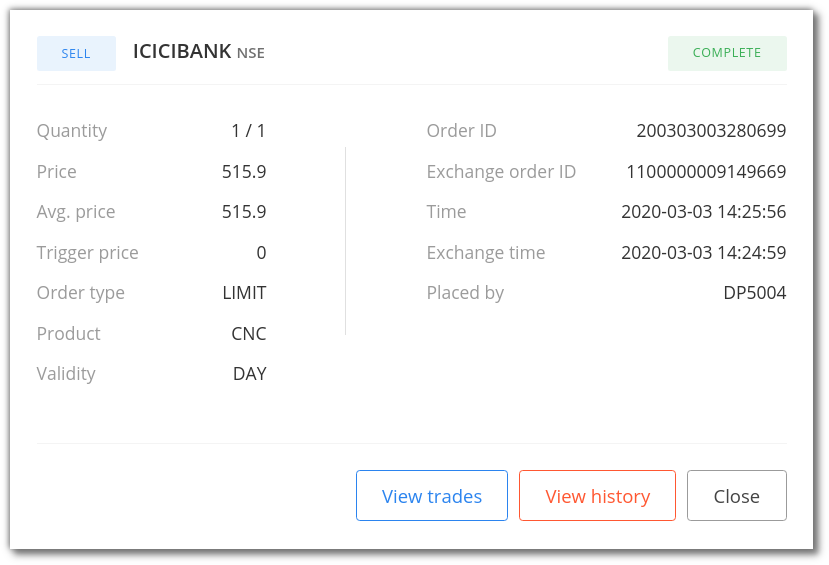 SELL ICICIBANK NSE COMPLETE
Quantity 1 / 1
Price 515.9
Avg. price 515.9
Trigger price 0
Order type LIMIT
Product CNC
Validity DAY
Order ID 200303003280699
Exchange order ID 1100000009149669
Time 2020-03-03 14:25:56
Exchange time 2020-03-03 14:24:59
Placed by DP5004
View trades View history Close